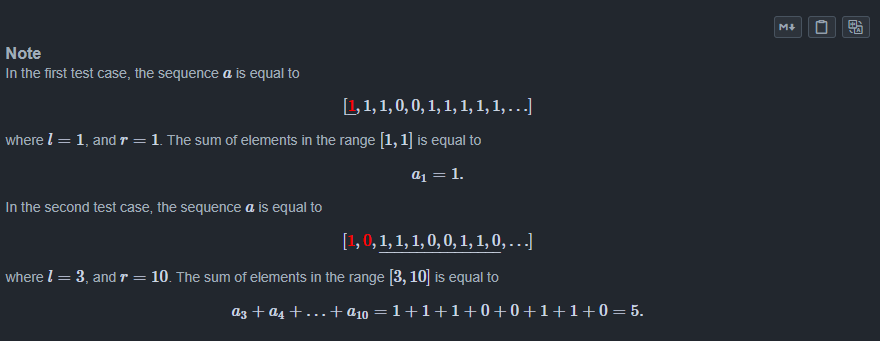 M↓
Note
In the first test case, the sequence a is equal to
[1, 1, 1, 0, 0, 1, 1, 1, 1, 1, . . .]
where l = 1, and r = 1. The sum of elements in the range [1, 1] is equal to
a₁ = 1.
In the second test case, the sequence a is equal to
[1, 0, 1, 1, 1, 0, 0, 1, 1, 0, . . .]
where l = 3, and r = 10. The sum of elements in the range [3, 10] is equal to
a₃ + a₄ + . . . + a₁₀ = 1 + 1 + 1 + 0 + 0 + 1 + 1 + 0 = 5.